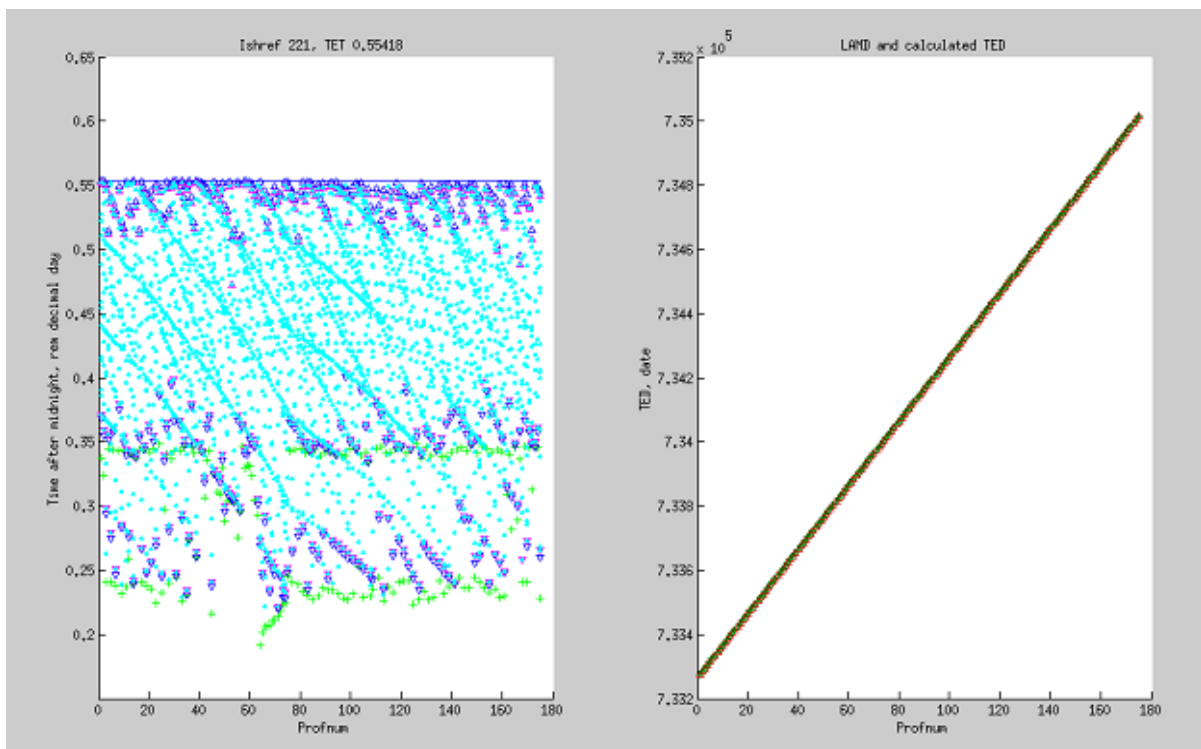 Ishref 221, TET 0.55418
0.65
0.6
0.55
0.5
0.45
0.4
0.35
0.3
0.25
0.2
Time after midnight, rem decimal day
0 20 40 60 80 100 120 140 160 180
Profnum
LAND and calculated TED
x 10^5
7.352
7.35
7.348
7.346
7.344
7.342
7.34
7.338
7.336
7.334
7.332
TED, date
0 20 40 60 80 100 120 140 160 180
Profnum